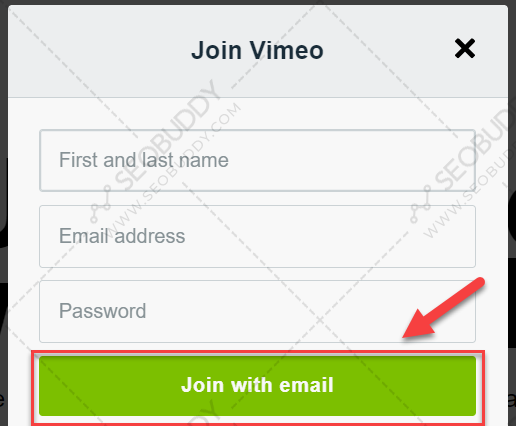 Join Vimeo
First and last name
SEOBUDDY
WWW.SEOBUDDY.COM
SEOBUDDY
WWW.SEOBUDDY.COM
Email address
Password
Join with email